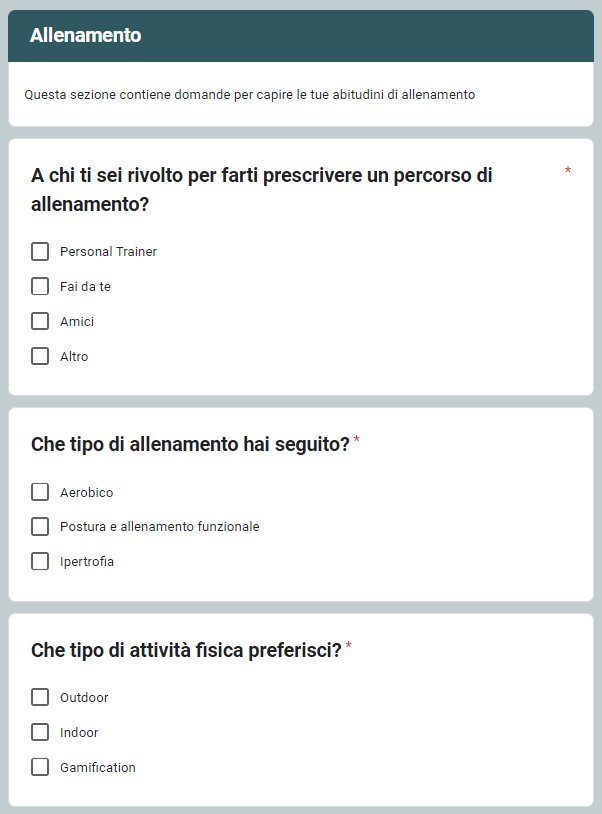 Allenamento
Questa sezione contiene domande per capire le tue abitudini di allenamento
A chi ti sei rivolto per farti prescrivere un percorso di *
allenamento?
Personal Trainer
Fai da te
Amici
Altro
Che tipo di allenamento hai seguito? *
Aerobico
Postura e allenamento funzionale
Ipertrofia
Che tipo di attività fisica preferisci? *
Outdoor
Indoor
Gamification